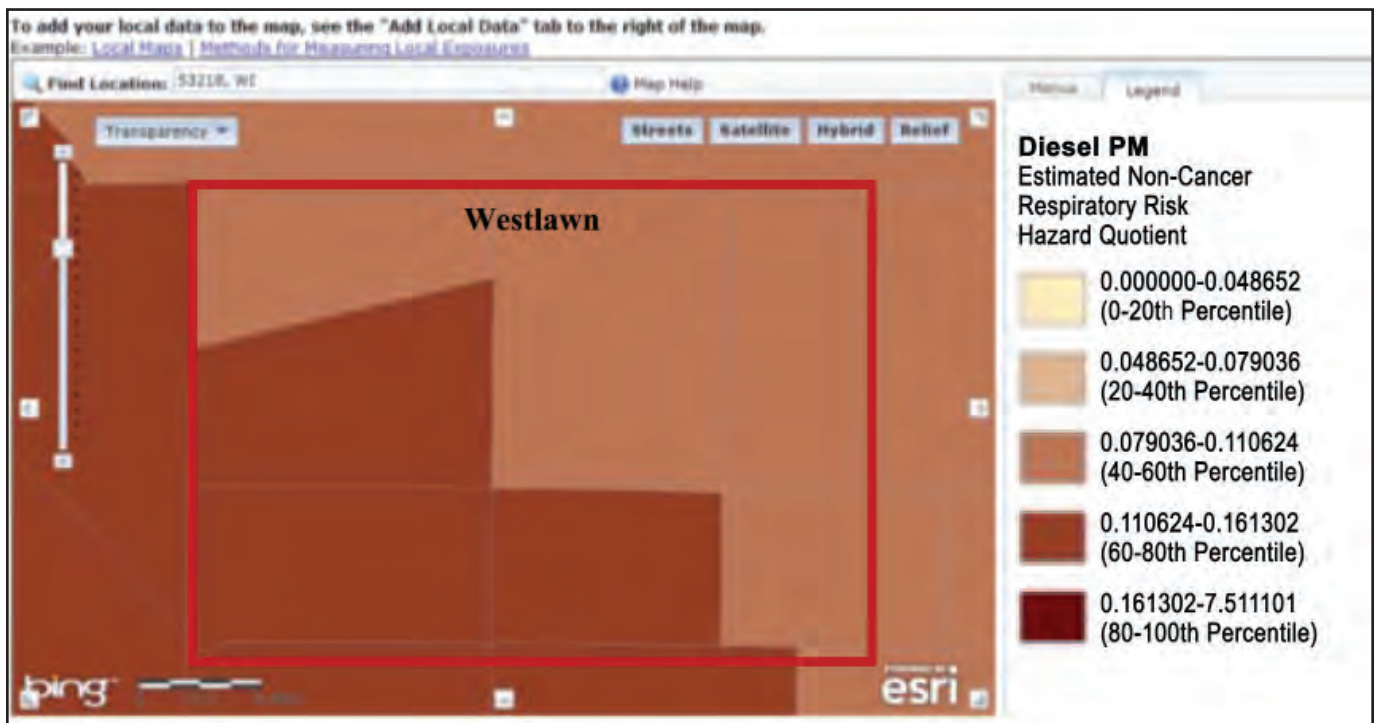 To add your local data to the map, see the "Add Local Data" tab to the right of the map.
Example: Local Maps | Methods for Measuring Local Exposures
Find Location: 53218, WI
Map Help
Menus
Legend
Transparency
Streets
Satellite
Hybrid
Relief
Westlawn
Diesel PM
Estimated Non-Cancer
Respiratory Risk
Hazard Quotient
0.000000-0.048652
(0-20th Percentile)
0.048652-0.079036
(20-40th Percentile)
0.079036-0.110624
(40-60th Percentile)
0.110624-0.161302
(60-80th Percentile)
0.161302-7.511101
(80-100th Percentile)
bing
POWERED BY
esri